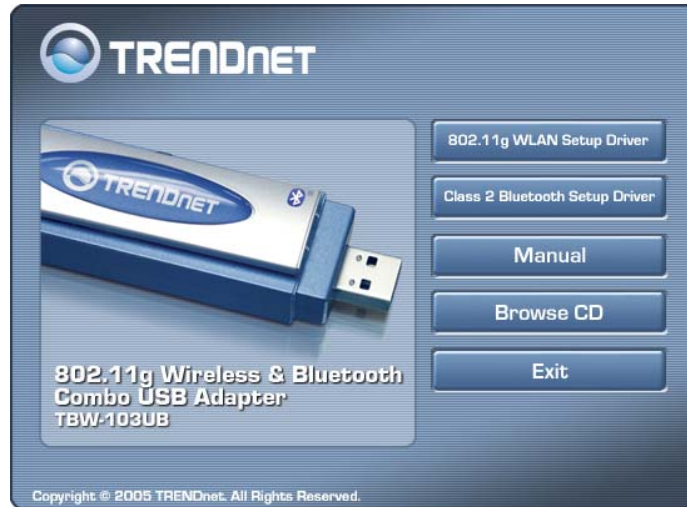 TRENDNET
TRENDNET
802.11g Wireless & Bluetooth
Combo USB Adapter
TBW-103UB
802.11g WLAN Setup Driver
Class 2 Bluetooth Setup Driver
Manual
Browse CD
Exit
Copyright © 2005 TRENDnet. All Rights Reserved.